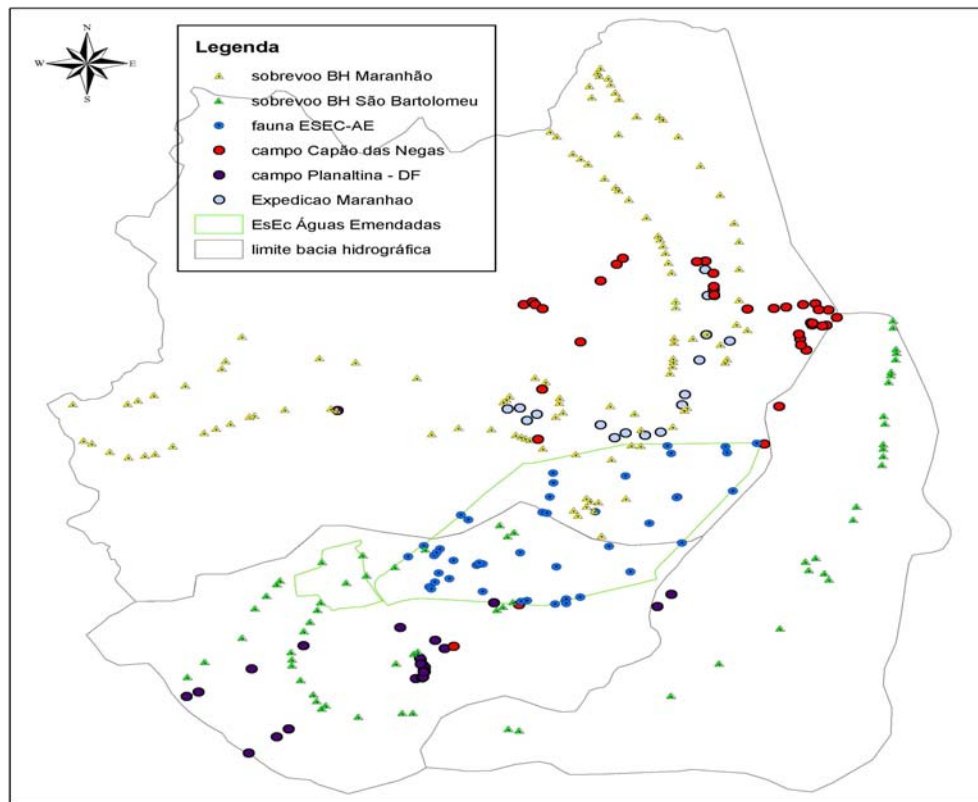 N
W E
S
Legenda
sobrevoo BH Maranhão
sobrevoo BH São Bartolomeu
fauna ESEC-AE
campo Capão das Negas
campo Planaltina - DF
Expedicao Maranhao
EsEc Águas Emendadas
limite bacia hidrográfica